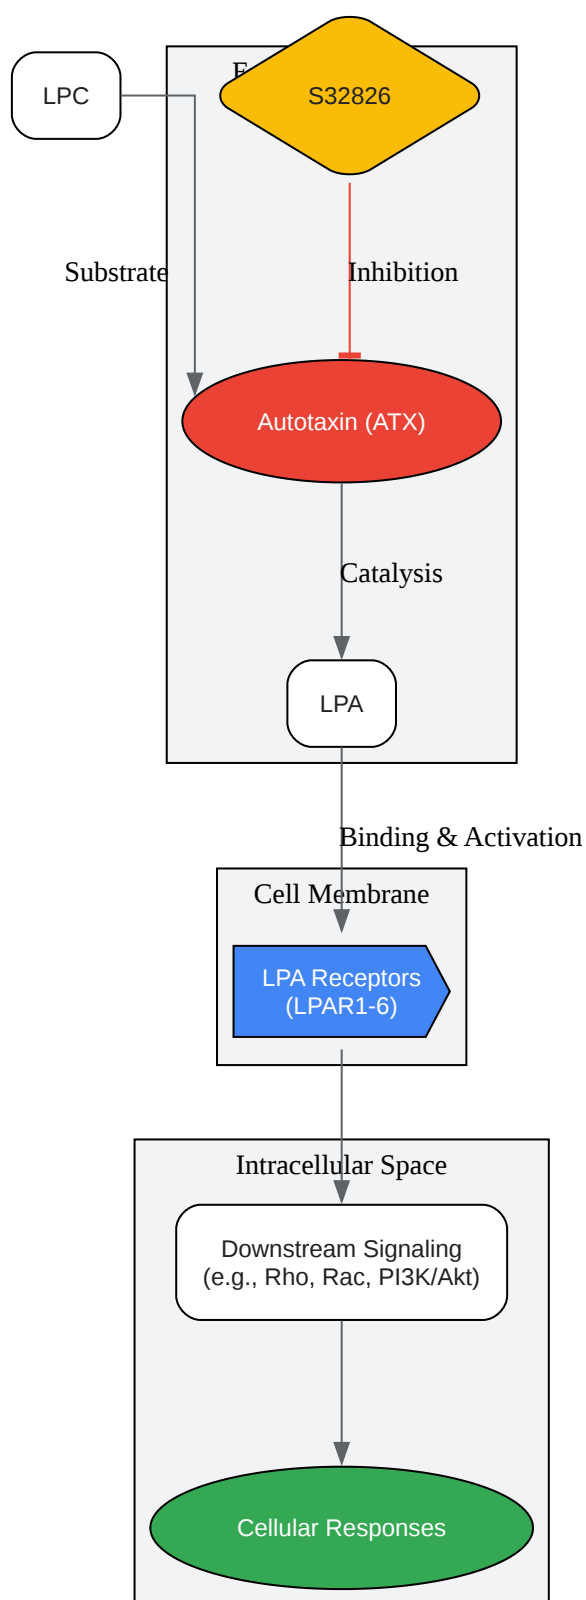 LPC
S32826
Substrate
Inhibition
Autotaxin (ATX)
Catalysis
LPA
Binding & Activation
Cell Membrane
LPA Receptors
(LPAR1-6)
Intracellular Space
Downstream Signaling
(e.g., Rho, Rac, PI3K/Akt)
Cellular Responses